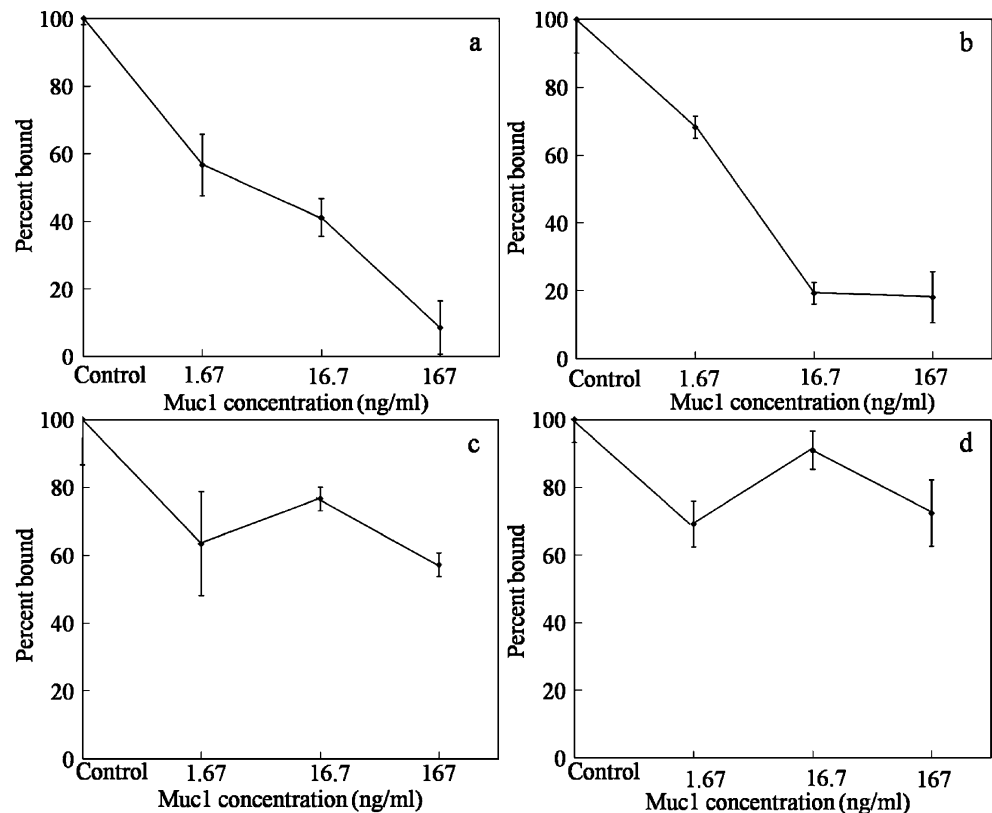 a
100
80
60
40
20
0
Percent bound
Control 1.67 16.7 167
Muc1 concentration (ng/ml)
b
100
80
60
40
20
0
Percent bound
Control 1.67 16.7 167
Muc1 concentration (ng/ml)
c
100
80
60
40
20
0
Percent bound
Control 1.67 16.7 167
Muc1 concentration (ng/ml)
d
100
80
60
40
20
0
Percent bound
Control 1.67 16.7 167
Muc1 concentration (ng/ml)